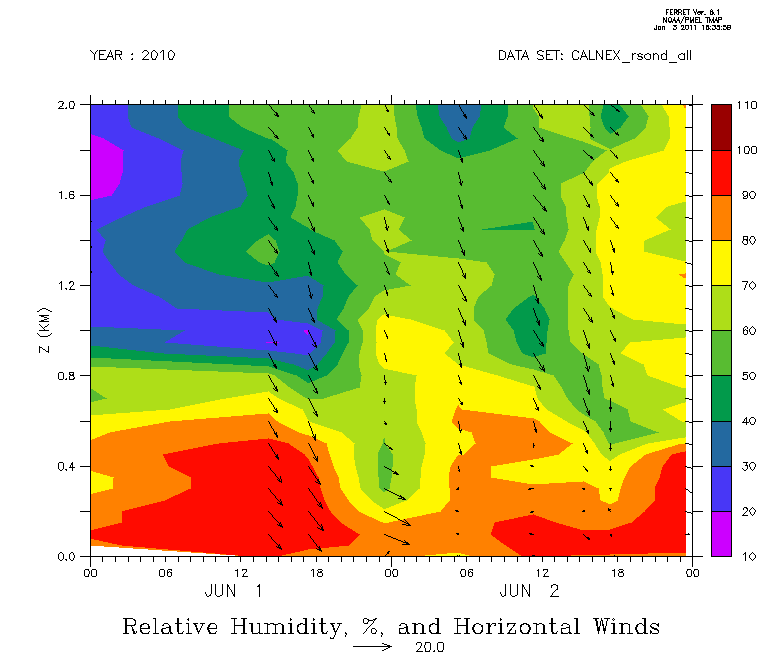 FERRET Ver. 6.1
NOAA/PMEL TMAP
Jan 3 2011 16:35:59
YEAR : 2010
DATA SET: CALNEX_rsond_all
2.0
1.6
1.2
0.8
0.4
0.0
Z (KM)
110
100
90
80
70
60
50
40
30
20
10
00 06 12 18 00 06 12 18 00
JUN 1 JUN 2
Relative Humidity, %, and Horizontal Winds
20.0